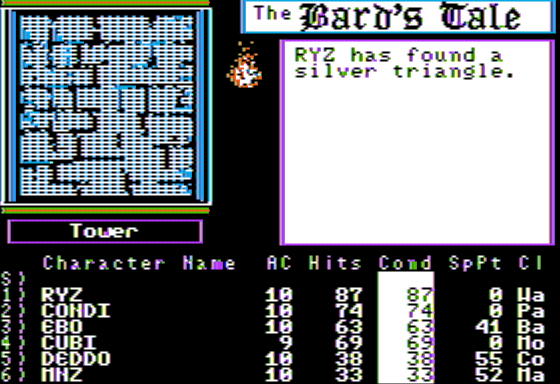 The Bard's Tale
RYZ has found a
silver triangle.
Tower
Character Name AC Hits Cond SpPt Cl
S)
1) RYZ 10 87 87 0 Wa
2) CONDI 10 74 74 0 Pa
3) EBO 10 63 63 41 Ba
4) CUBI 9 69 69 0 Mo
5) DEDDO 10 38 38 55 Co
6) MNZ 10 33 33 52 Ma